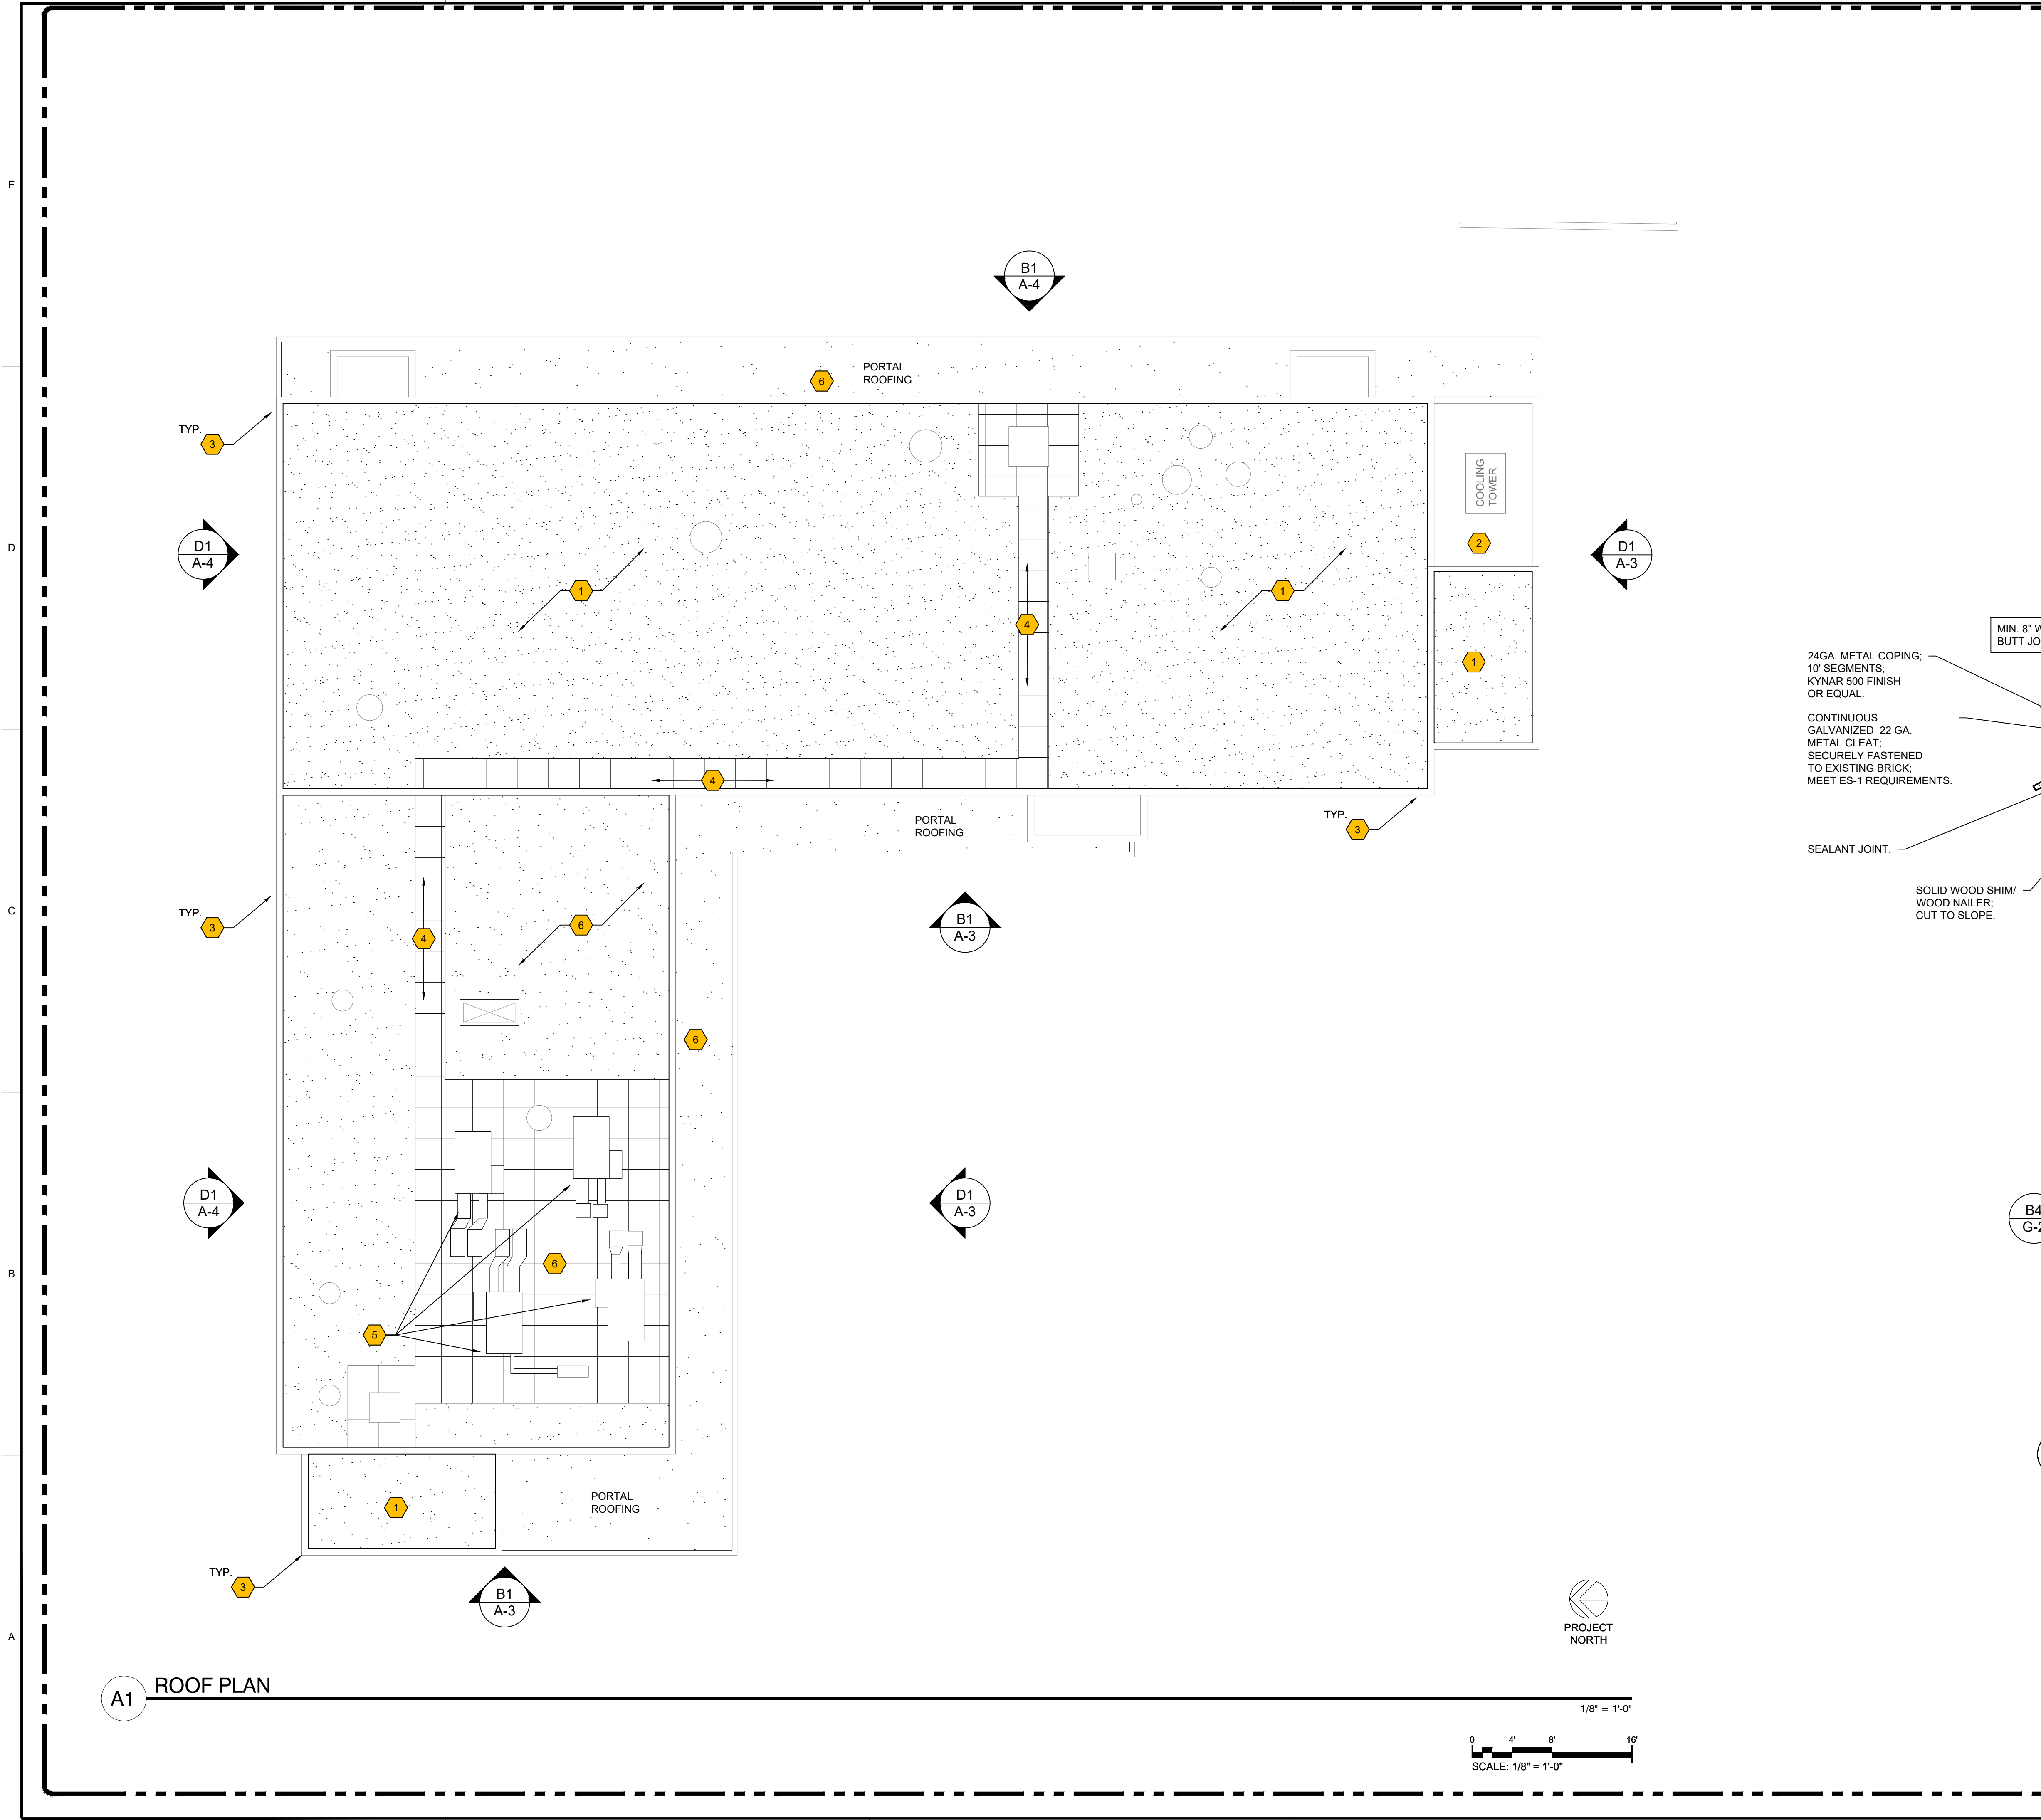 E
D
C
B
A
B1
A-4
PORTAL
ROOFING
6
TYP.
3
COOLING
TOWER
2
D1
A-4
D1
A-3
1
1
4
1
4
PORTAL
ROOFING
TYP.
3
TYP.
3
4
6
B1
A-3
6
D1
A-4
D1
A-3
6
5
1
PORTAL
ROOFING
TYP.
3
B1
A-3
MIN. 8" W
BUTT JO
24GA. METAL COPING;
10' SEGMENTS;
KYNAR 500 FINISH
OR EQUAL.
CONTINUOUS
GALVANIZED 22 GA.
METAL CLEAT;
SECURELY FASTENED
TO EXISTING BRICK;
MEET ES-1 REQUIREMENTS.
SEALANT JOINT.
SOLID WOOD SHIM/
WOOD NAILER;
CUT TO SLOPE.
B4
G-2
PROJECT
NORTH
A1 ROOF PLAN
1/8" = 1'-0"
0 4' 8' 16'
SCALE: 1/8" = 1'-0"